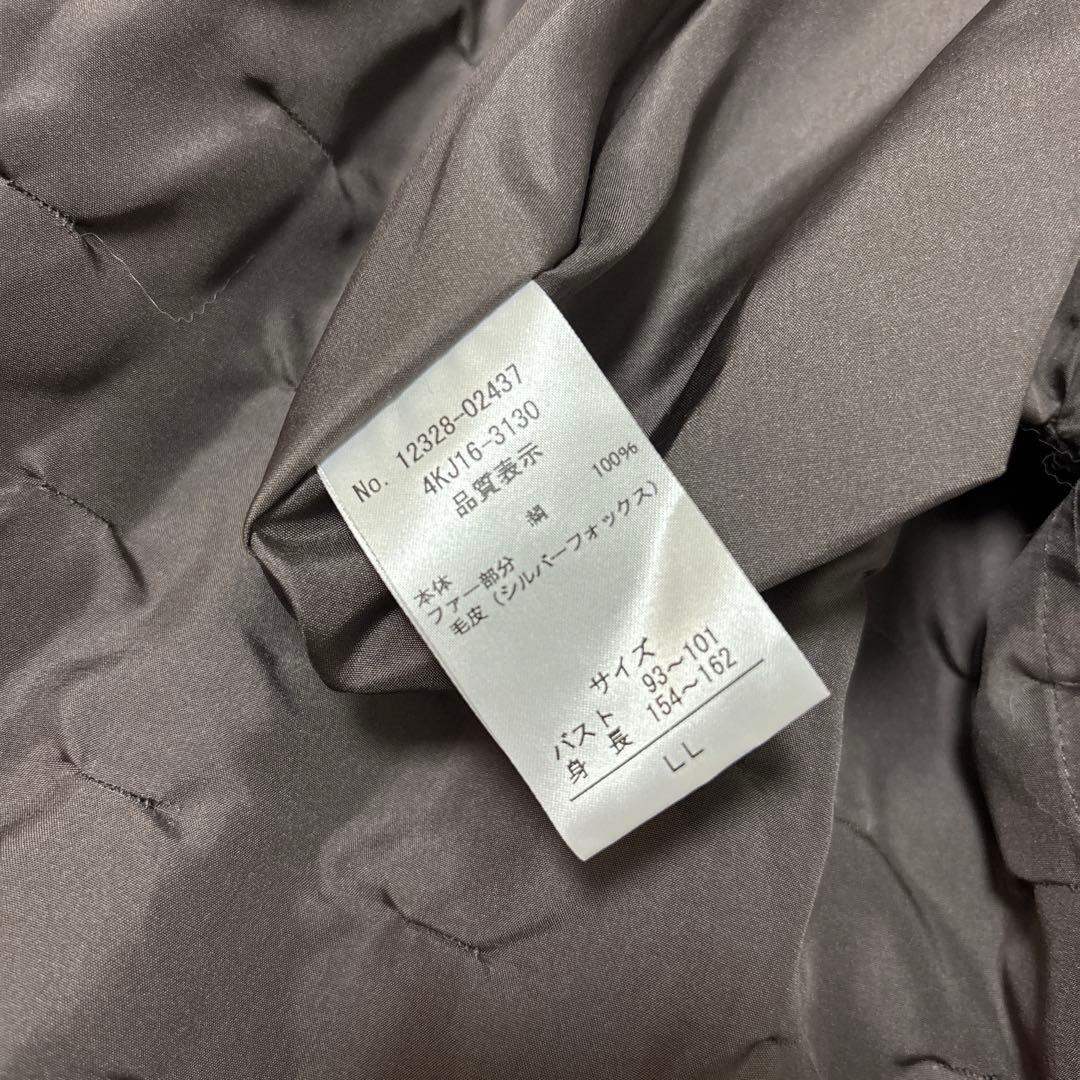 No. 12328-02437
4KJ16-3130
品質表示
本体 絹 100%
ファー部分
毛皮（シルバーフォックス）
サイズ
バスト 93～101
身長 154～162
LL